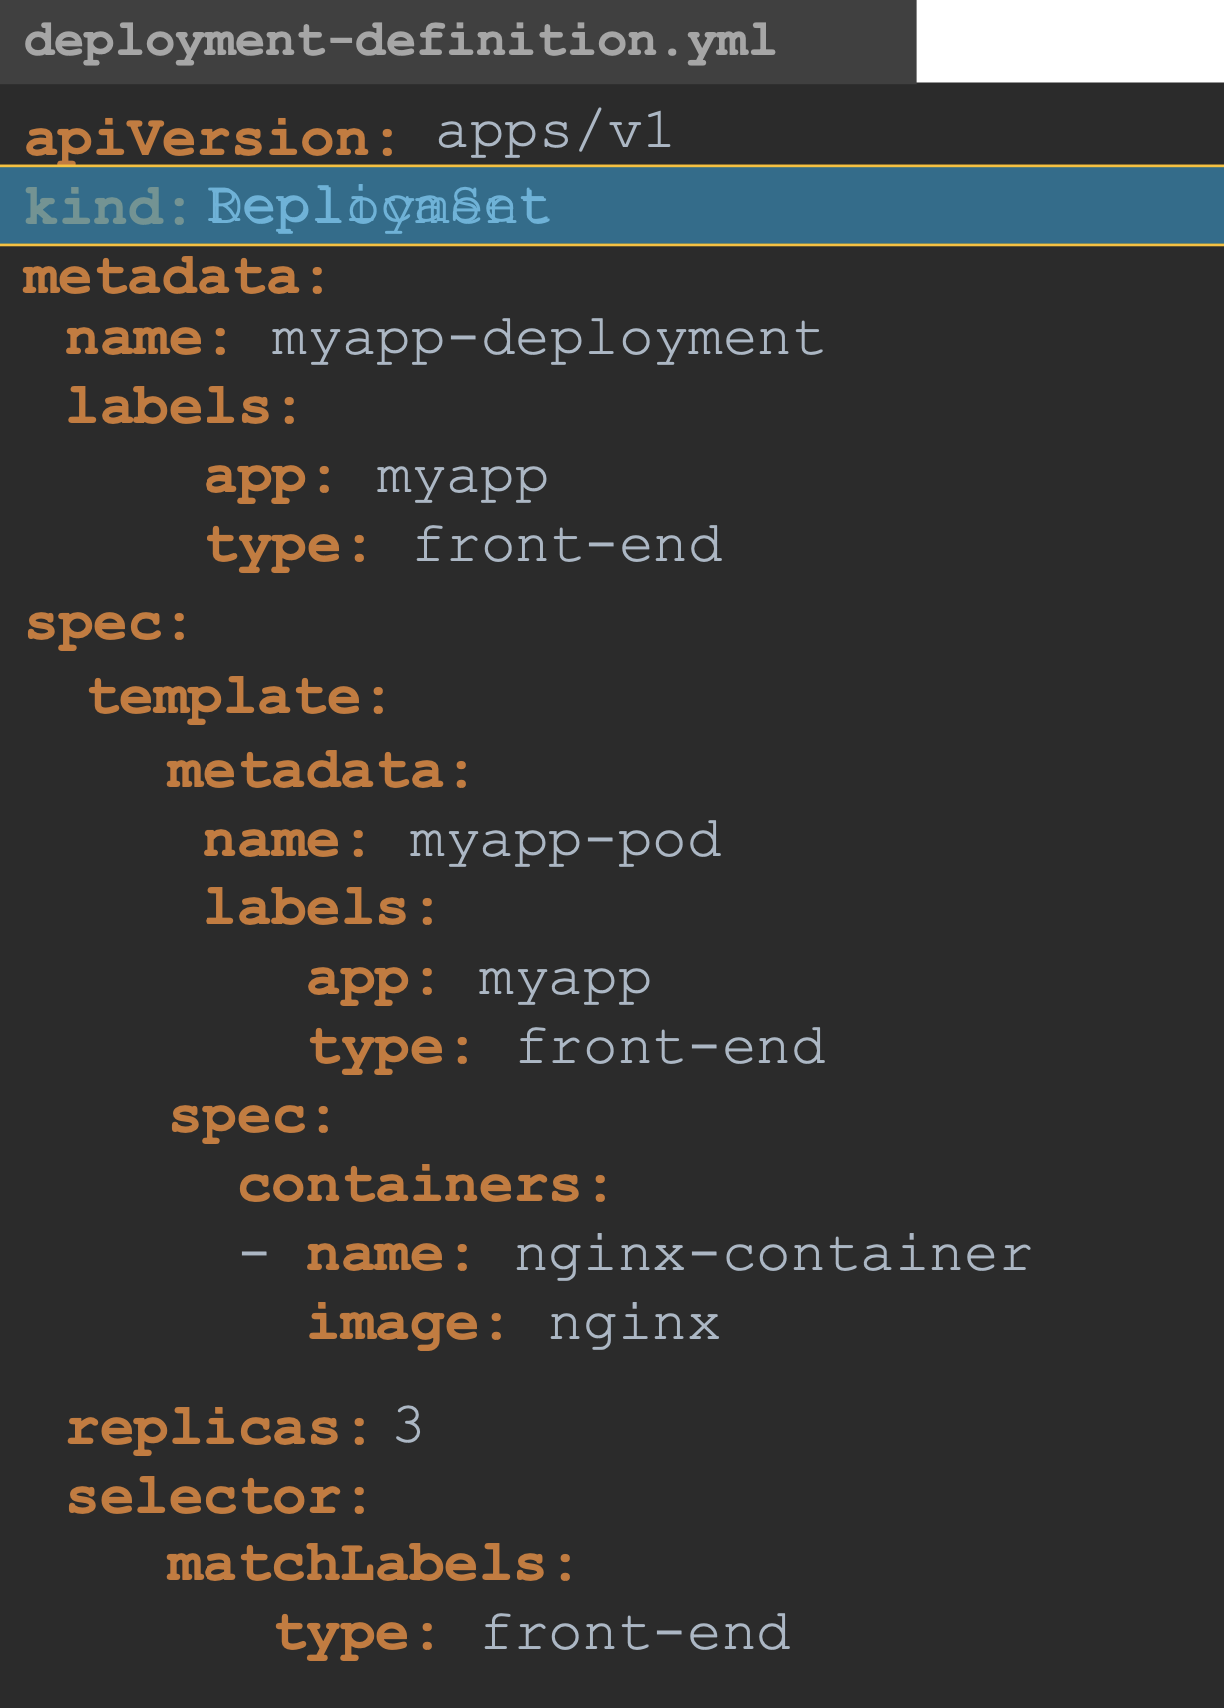 deployment-definition.yml
apiVersion: apps/v1
kind: ReplicaSet Deployment
metadata:
name: myapp-deployment
labels:
app: myapp
type: front-end
spec:
template:
metadata:
name: myapp-pod
labels:
app: myapp
type: front-end
spec:
containers:
- name: nginx-container
image: nginx
replicas: 3
selector:
matchLabels:
type: front-end